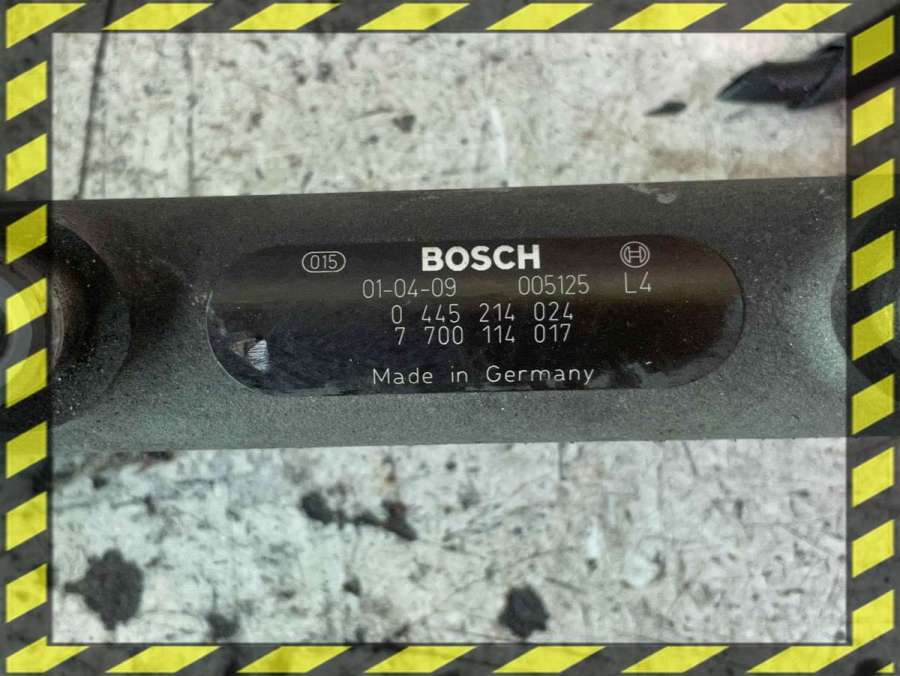 015 BOSCH
01-04-09 005125 L4
0 445 214 024
7 700 114 017
Made in Germany